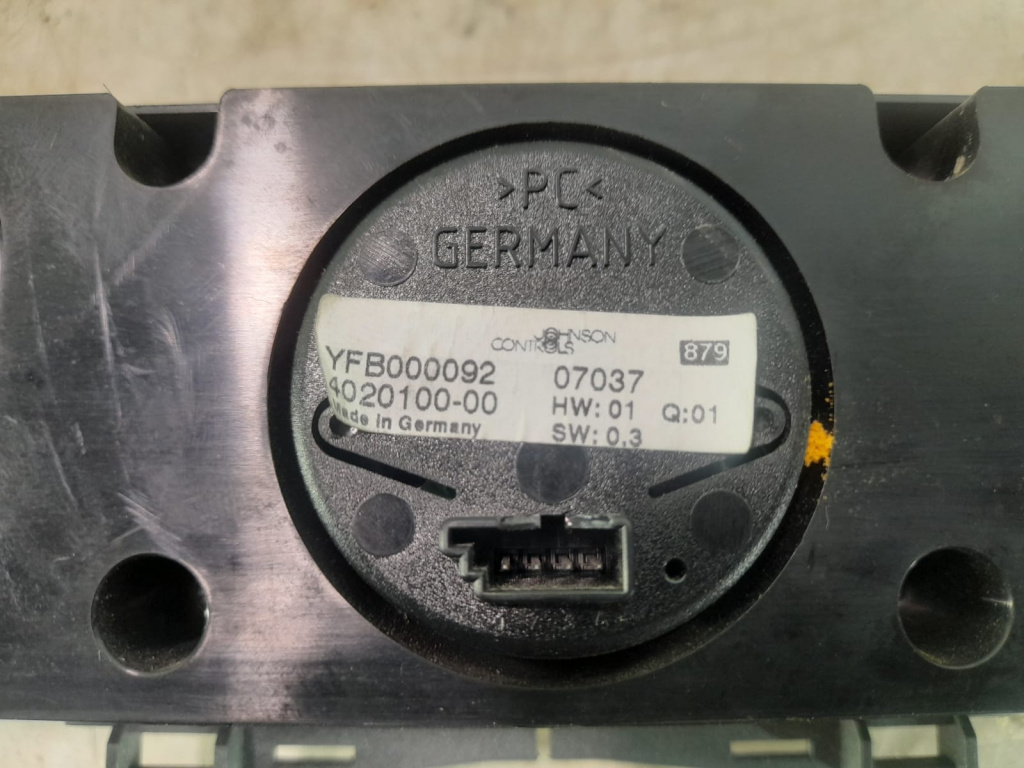 >PC<
GERMANY
JOHNSON
CONTROLS
879
YFB000092 07037
4020100-00 HW: 01 Q:01
Made in Germany SW: 0,3